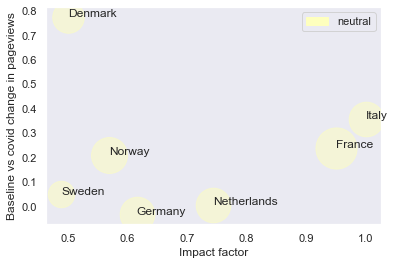 0.8
0.7
0.6
0.5
0.4
0.3
0.2
0.1
0.0
Baseline vs covid change in pageviews
Denmark
neutral
Italy
France
Norway
Sweden
Netherlands
Germany
0.5 0.6 0.7 0.8 0.9 1.0
Impact factor